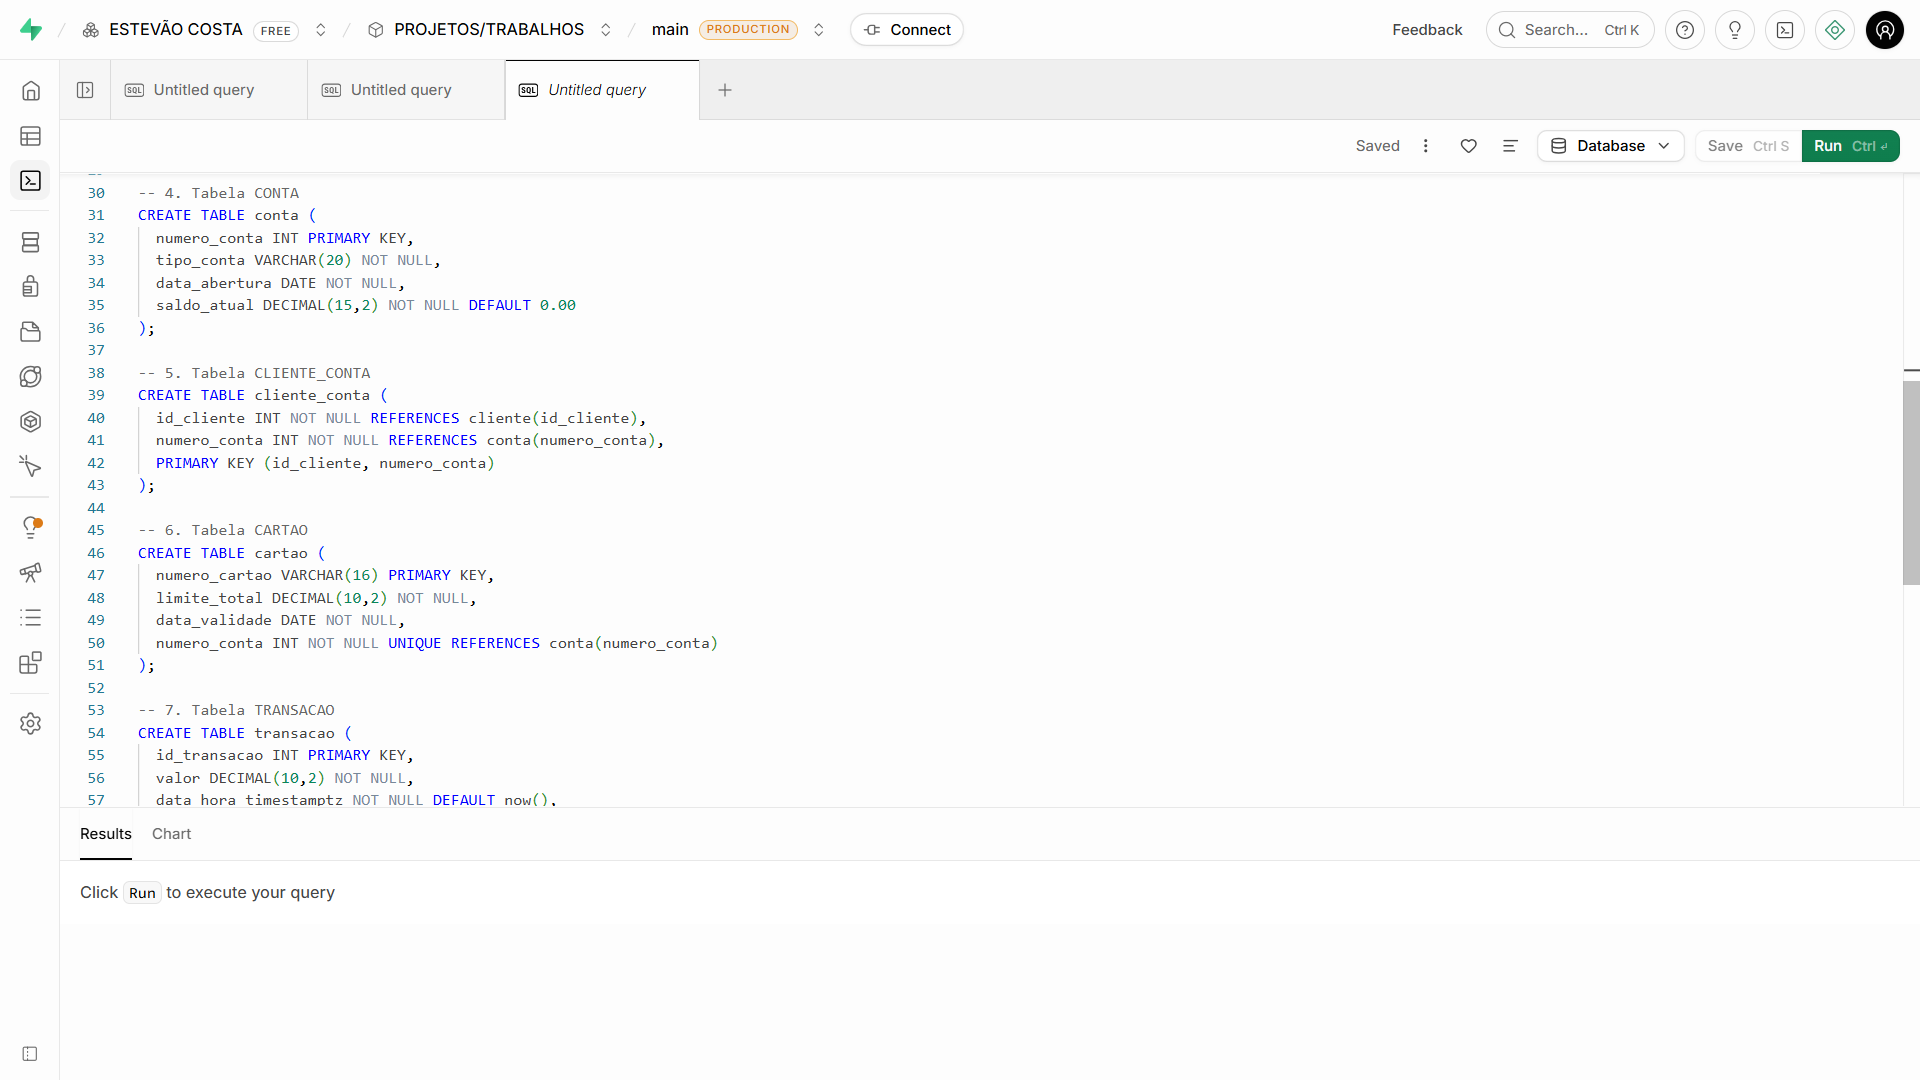 ESTEVÃO COSTA FREE / PROJETOS/TRABALHOS / main PRODUCTION Connect Feedback Search... Ctrl K
Untitled query Untitled query Untitled query
Saved Database Save Ctrl S Run Ctrl ↵
30 -- 4. Tabela CONTA
31 CREATE TABLE conta (
32 numero_conta INT PRIMARY KEY,
33 tipo_conta VARCHAR(20) NOT NULL,
34 data_abertura DATE NOT NULL,
35 saldo_atual DECIMAL(15,2) NOT NULL DEFAULT 0.00
36 );
37
38 -- 5. Tabela CLIENTE_CONTA
39 CREATE TABLE cliente_conta (
40 id_cliente INT NOT NULL REFERENCES cliente(id_cliente),
41 numero_conta INT NOT NULL REFERENCES conta(numero_conta),
42 PRIMARY KEY (id_cliente, numero_conta)
43 );
44
45 -- 6. Tabela CARTAO
46 CREATE TABLE cartao (
47 numero_cartao VARCHAR(16) PRIMARY KEY,
48 limite_total DECIMAL(10,2) NOT NULL,
49 data_validade DATE NOT NULL,
50 numero_conta INT NOT NULL UNIQUE REFERENCES conta(numero_conta)
51 );
52
53 -- 7. Tabela TRANSACAO
54 CREATE TABLE transacao (
55 id_transacao INT PRIMARY KEY,
56 valor DECIMAL(10,2) NOT NULL,
57 data_hora timestamptz NOT NULL DEFAULT now(),
Results Chart
Click Run to execute your query